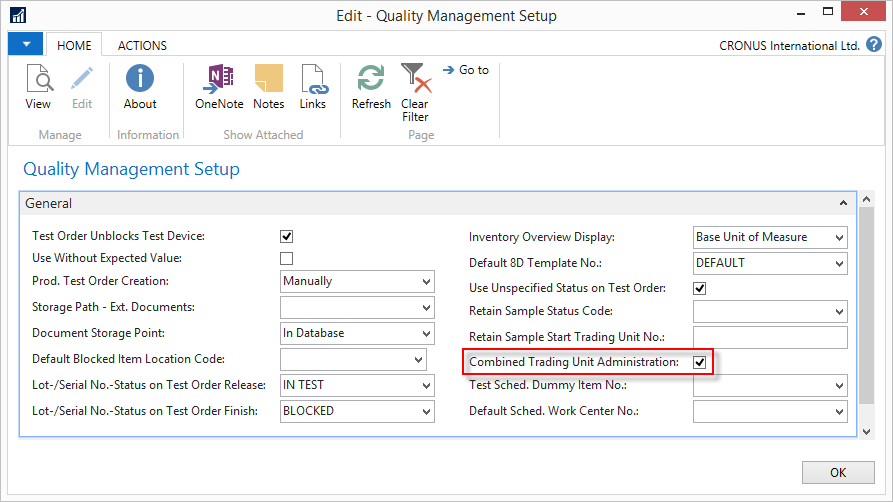 Edit - Quality Management Setup
HOME
ACTIONS
CRONUS International Ltd.
View
Edit
About
OneNote
Notes
Links
Refresh
Clear
Filter
Go to
Manage
Information
Show Attached
Page
Quality Management Setup
General
Test Order Unblocks Test Device:
Use Without Expected Value:
Prod. Test Order Creation: Manually
Storage Path - Ext. Documents:
Document Storage Point: In Database
Default Blocked Item Location Code:
Lot-/Serial No.-Status on Test Order Release: IN TEST
Lot-/Serial No.-Status on Test Order Finish: BLOCKED
Inventory Overview Display: Base Unit of Measure
Default 8D Template No.: DEFAULT
Use Unspecified Status on Test Order:
Retain Sample Status Code:
Retain Sample Start Trading Unit No.:
Combined Trading Unit Administration:
Test Sched. Dummy Item No.:
Default Sched. Work Center No.:
OK